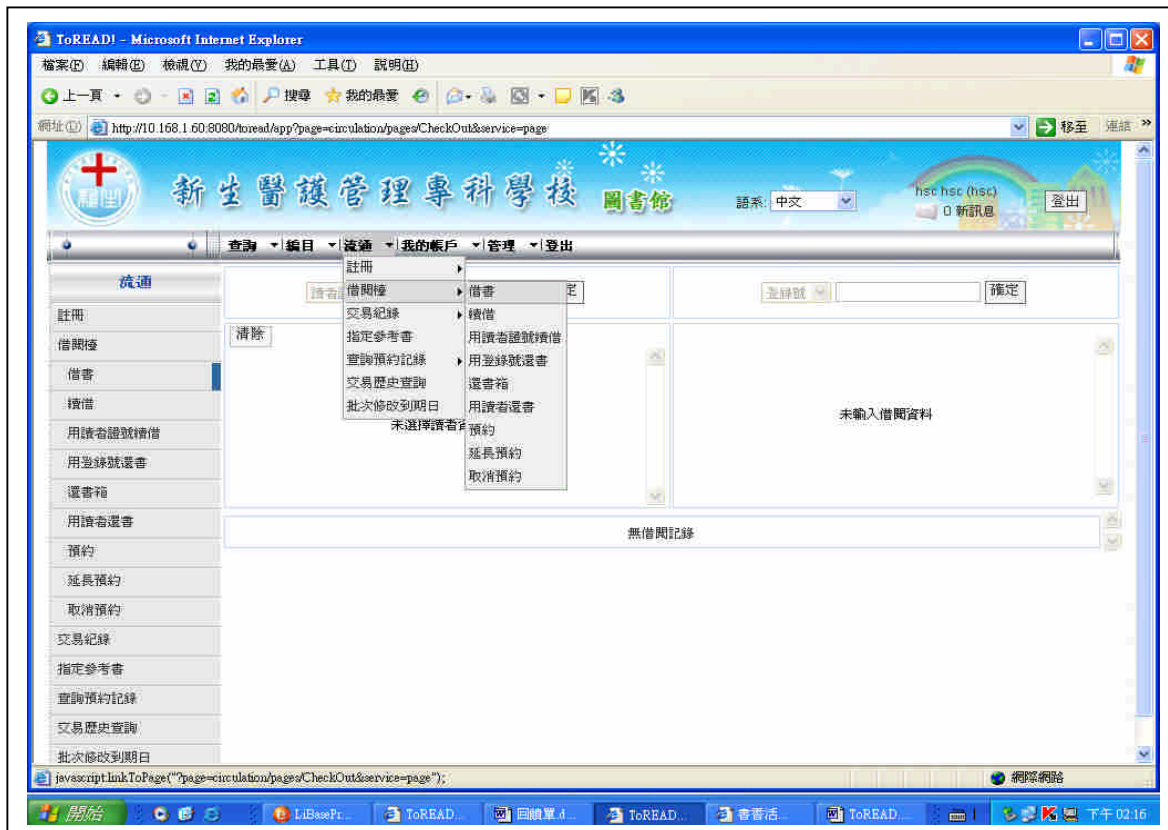 ToREAD! - Microsoft Internet Explorer
檔案(F) 編輯(E) 檢視(V) 我的最愛(A) 工具(T) 說明(H)
上一頁 搜尋 我的最愛
網址(D) http://10.168.1.60:8080/toread/app?page=circulation/pages/CheckOut&service=page 移至 連結 »
新生醫護管理專科學校 圖書館 語系: 中文 hsc hsc (hsc) 登出
0 新訊息
查詢 編目 流通 我的帳戶 管理 登出
流通
註冊
借閱檯
借書
續借
用讀者證號續借
用登錄號還書
還書箱
用讀者還書
預約
延長預約
取消預約
交易紀錄
指定參考書
查詢預約記錄
交易歷史查詢
批次修改到期日
註冊
借閱檯
交易紀錄
指定參考書
查詢預約記錄
交易歷史查詢
批次修改到期日
借書
續借
用讀者證號續借
用登錄號還書
還書箱
用讀者還書
預約
延長預約
取消預約
讀者 定
登錄號 確定
清除
未選擇讀者
未輸入借閱資料
無借閱記錄
javascript:linkToPage("?page=circulation/pages/CheckOut&service=page"); 網際網路
開始 LiBasePr... ToREAD... 回饋單.d... ToREAD... 書香活... ToREAD... 下午 02:16